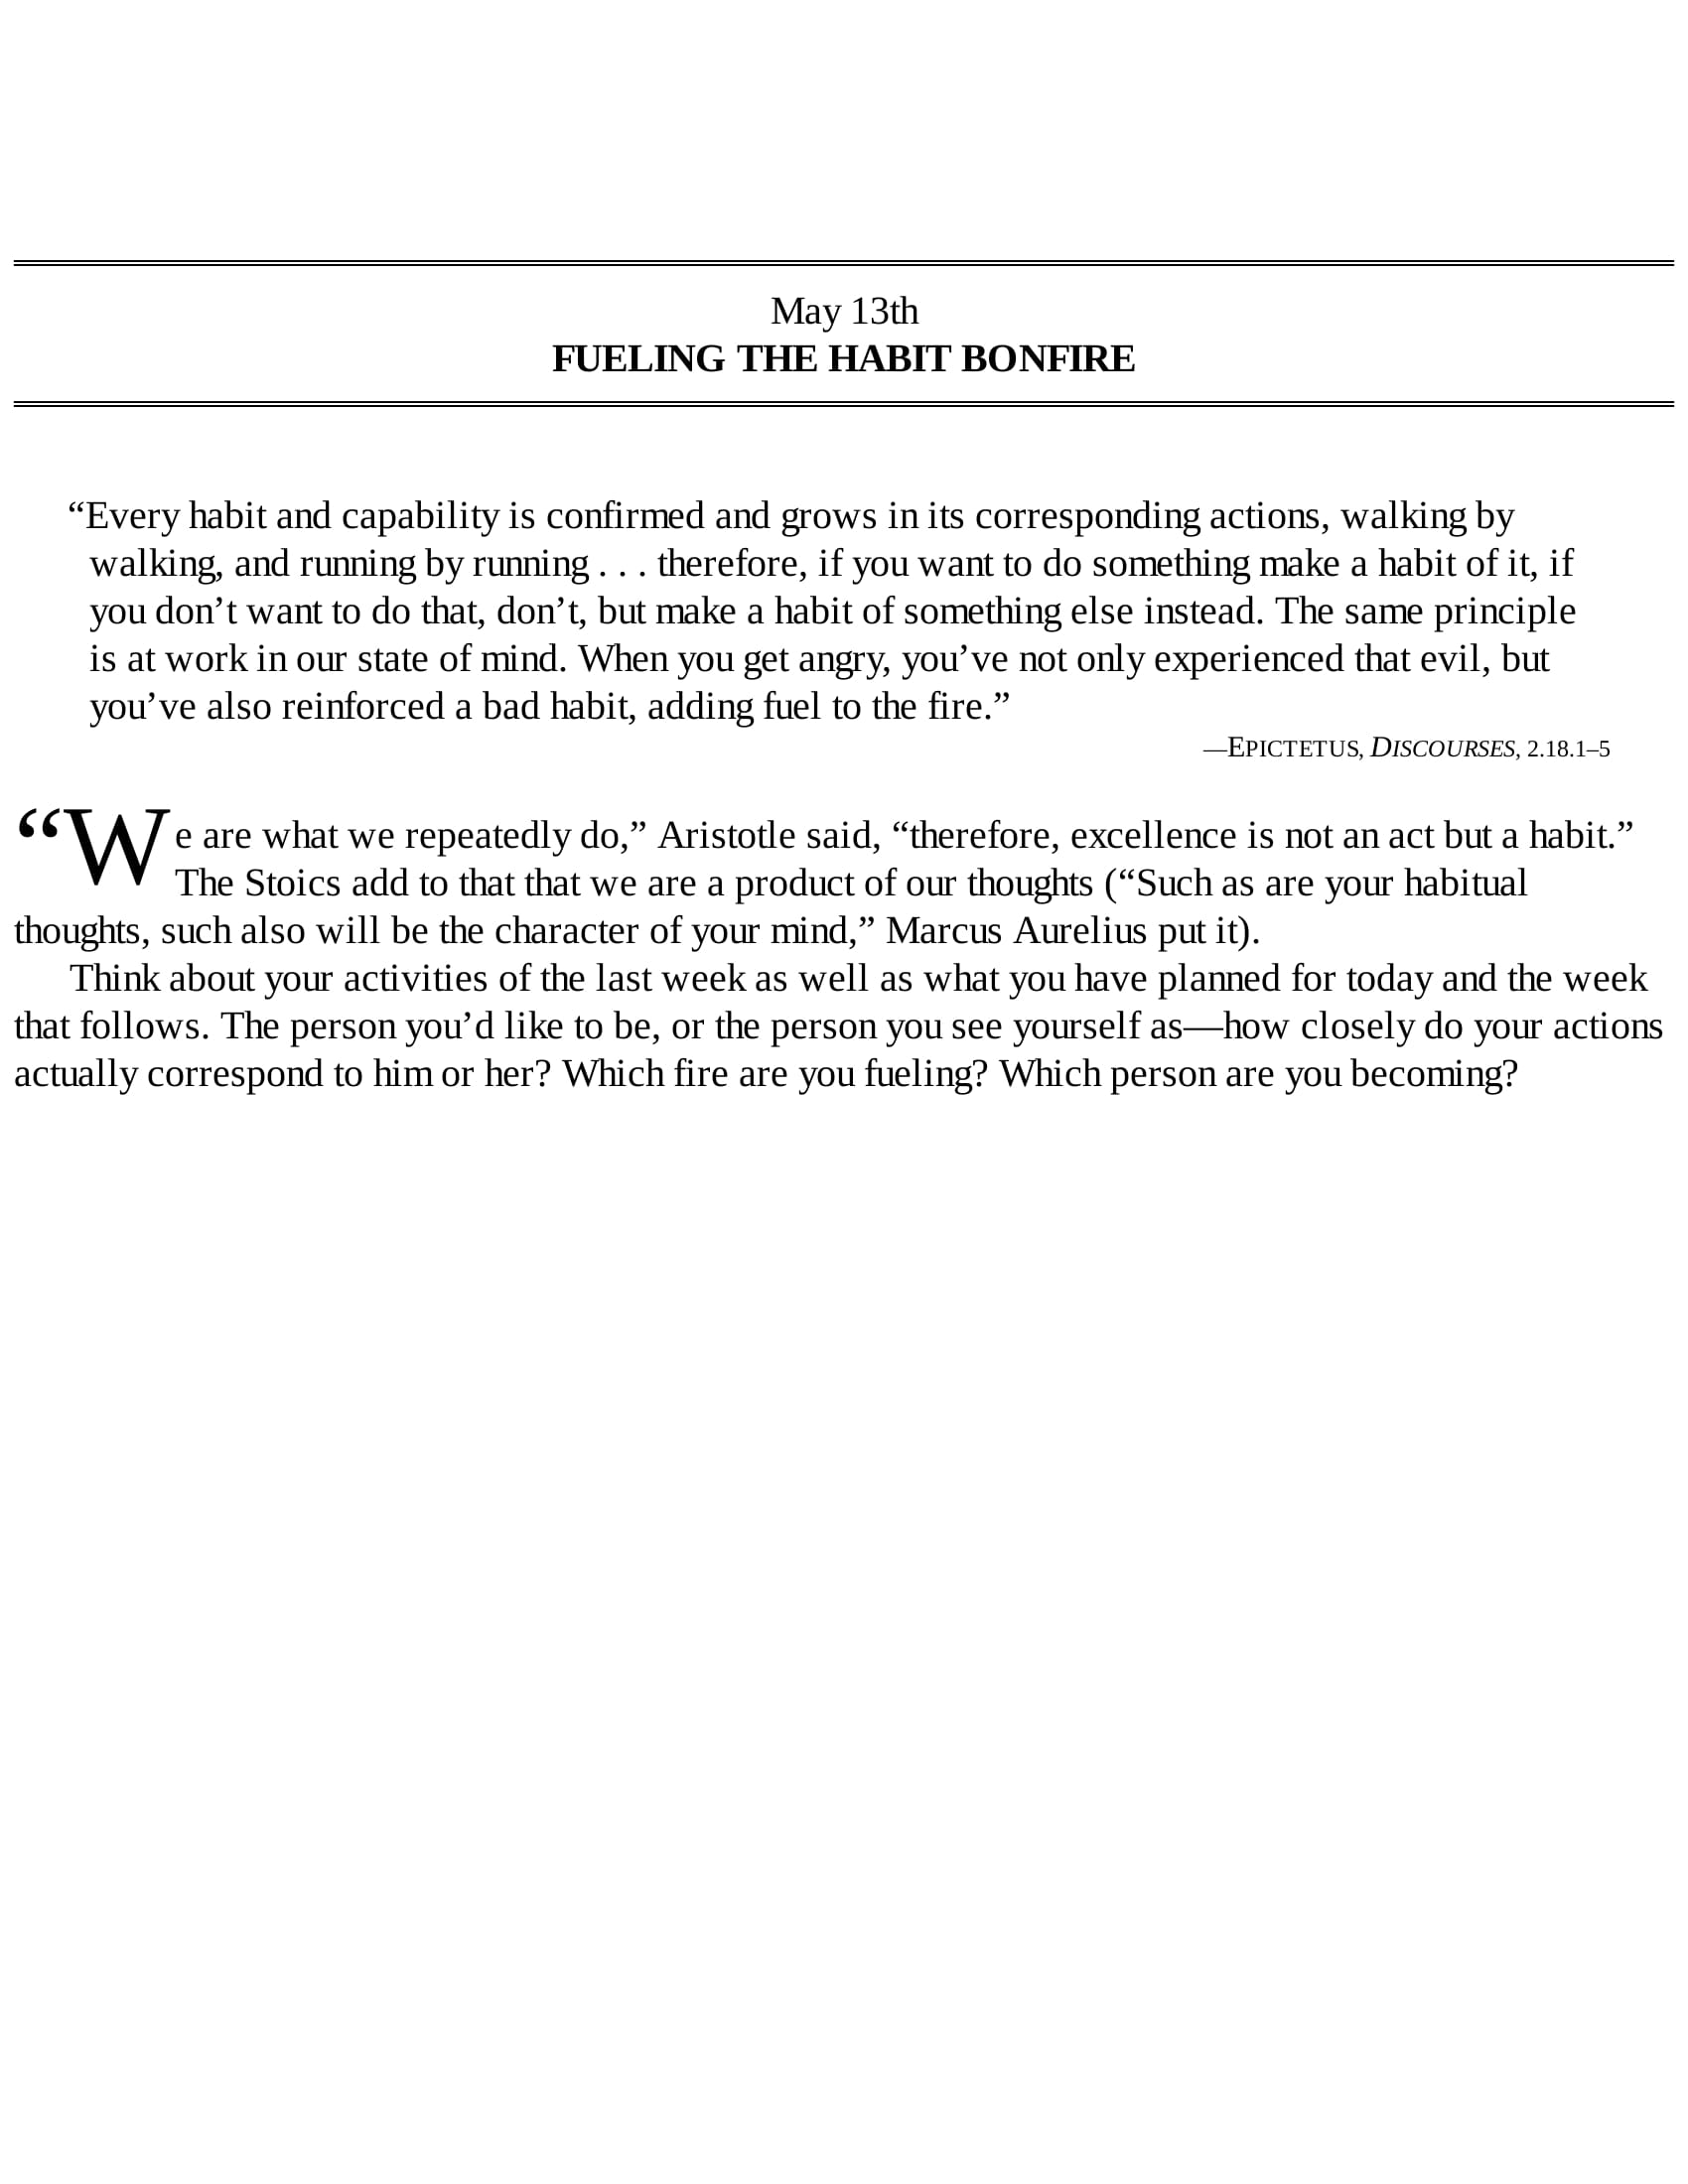 May 13th
FUELING THE HABIT BONFIRE
“Every habit and capability is confirmed and grows in its corresponding actions, walking by
walking, and running by running . . . therefore, if you want to do something make a habit of it, if
you don’t want to do that, don’t, but make a habit of something else instead. The same principle
is at work in our state of mind. When you get angry, you’ve not only experienced that evil, but
you’ve also reinforced a bad habit, adding fuel to the fire.”
—EPICTETUS, DISCOURSES, 2.18.1–5
“We are what we repeatedly do,” Aristotle said, “therefore, excellence is not an act but a habit.”
The Stoics add to that that we are a product of our thoughts (“Such as are your habitual
thoughts, such also will be the character of your mind,” Marcus Aurelius put it).
Think about your activities of the last week as well as what you have planned for today and the week
that follows. The person you’d like to be, or the person you see yourself as—how closely do your actions
actually correspond to him or her? Which fire are you fueling? Which person are you becoming?